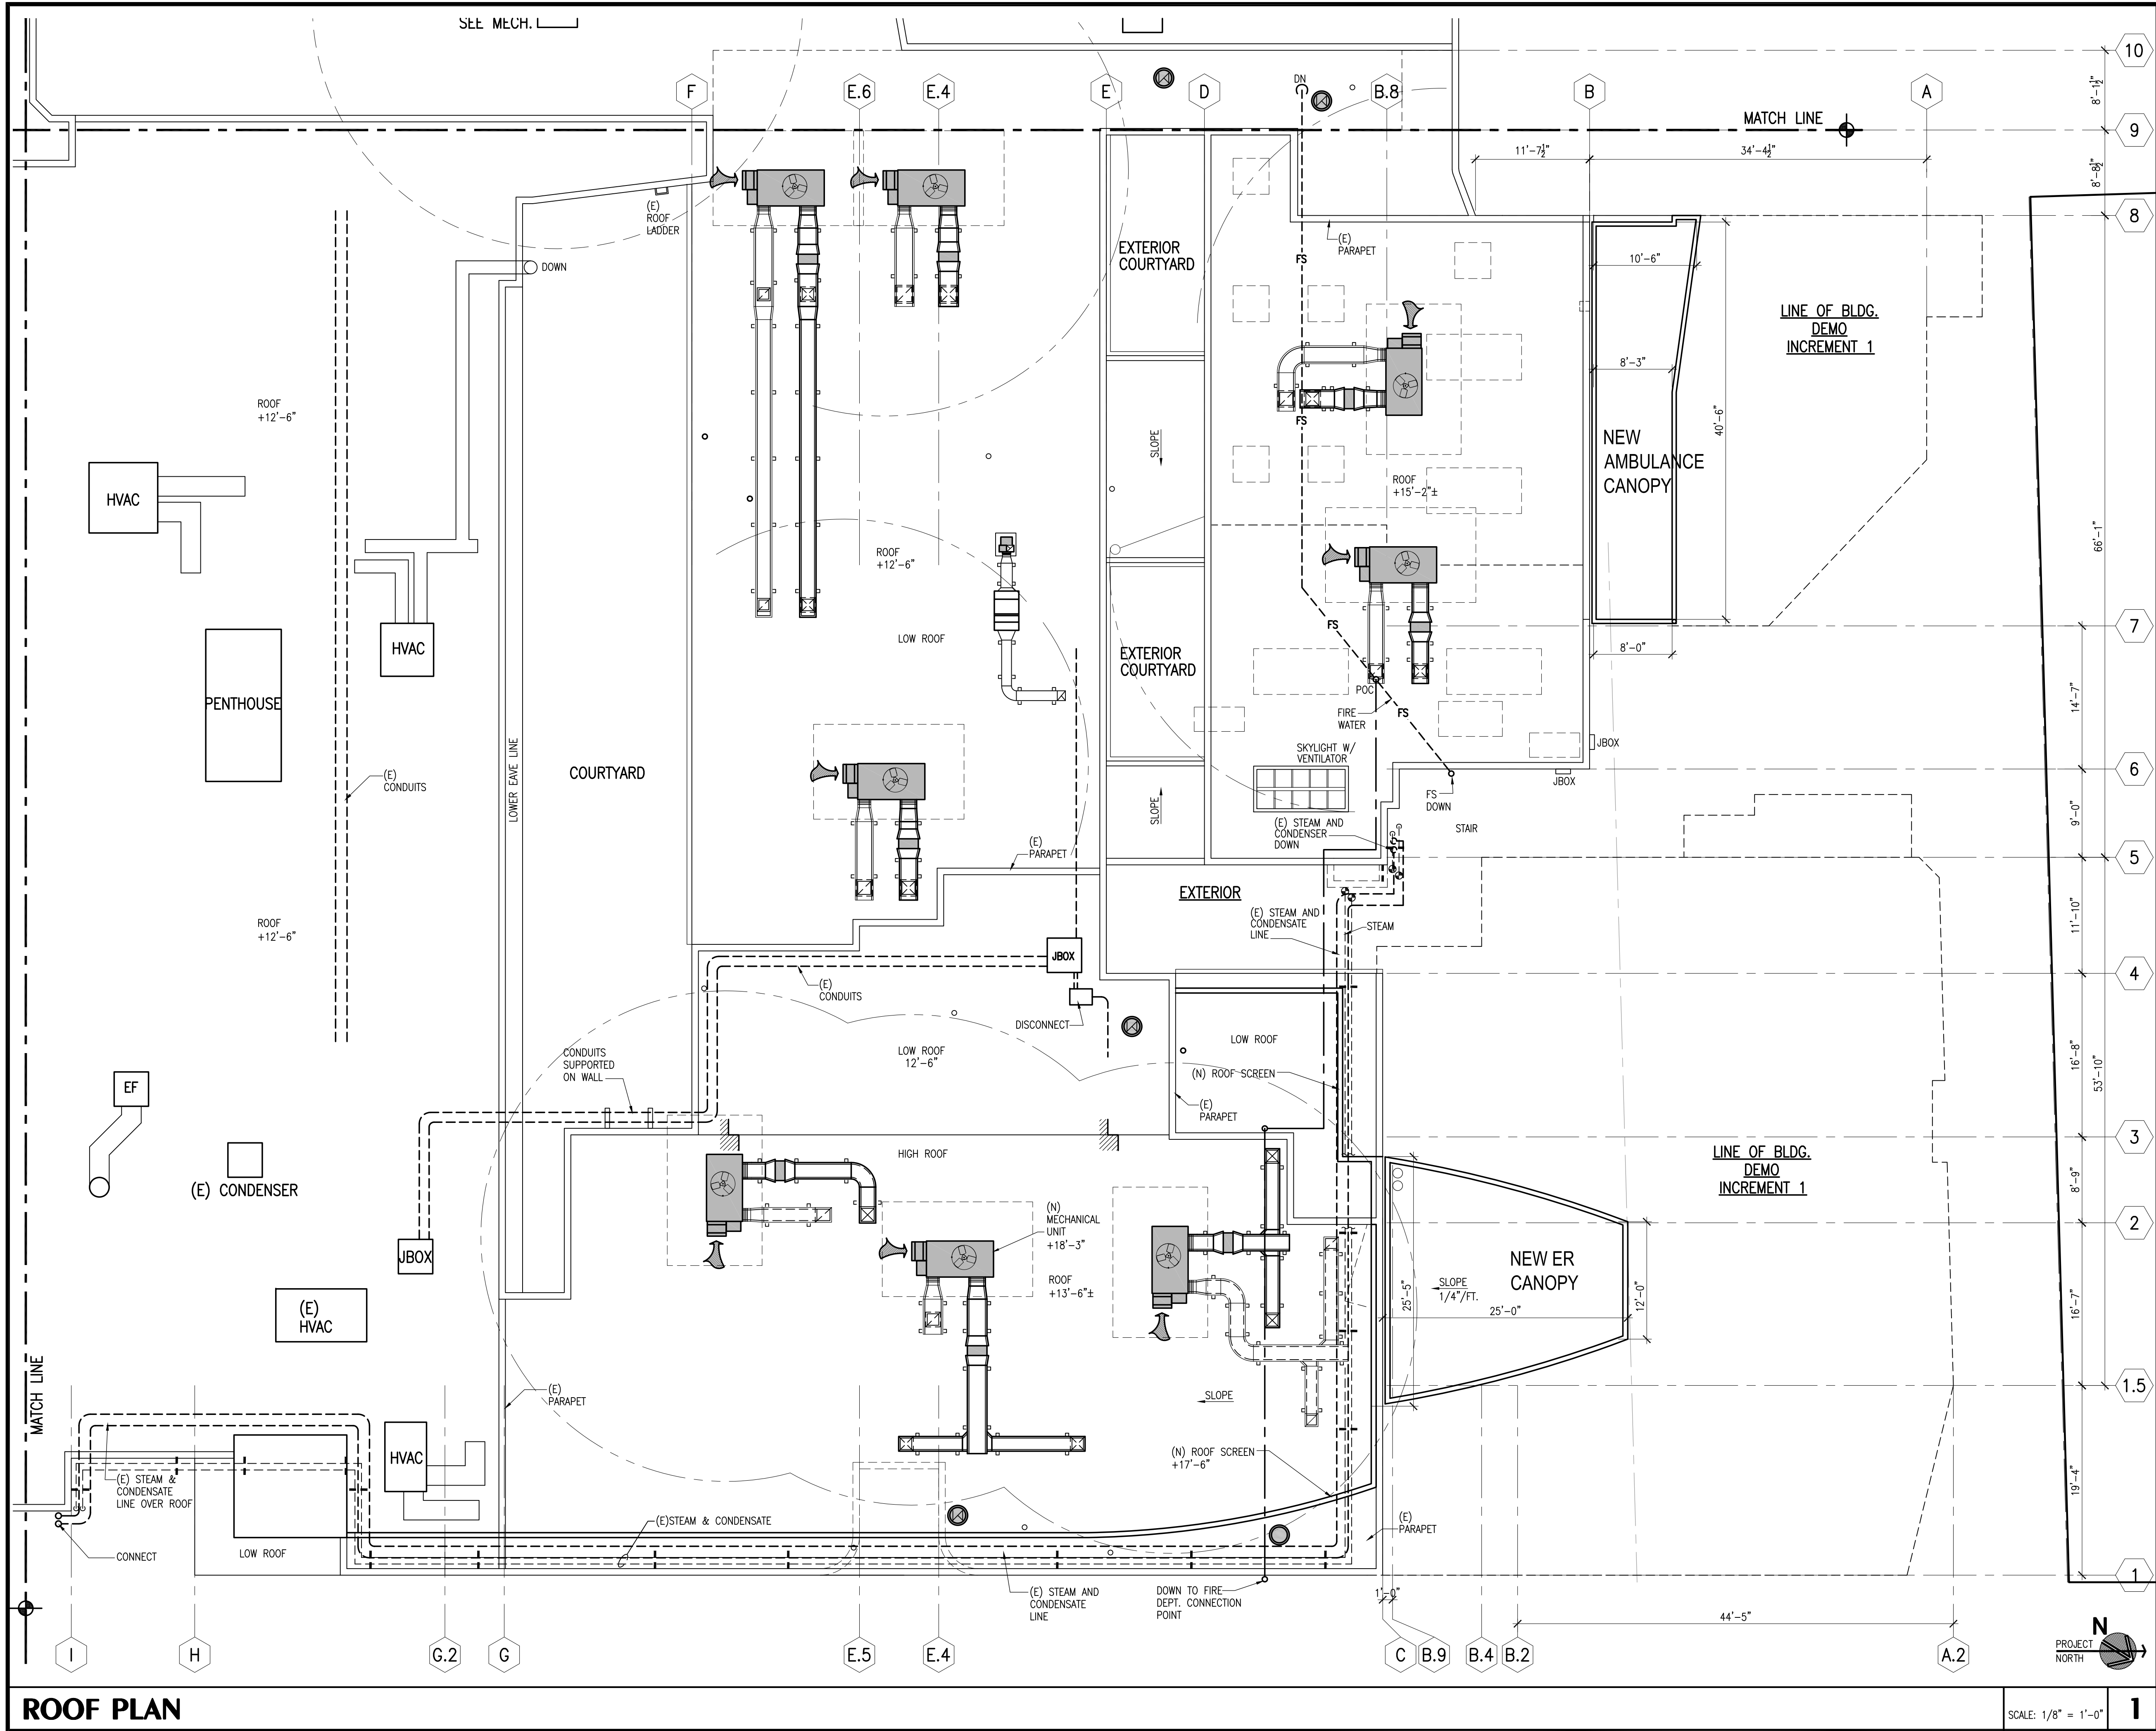 SEE MECH.
10
F
E.6
E.4
E
D
DN
B.8
B
A
8'-1½"
MATCH LINE
9
11'-7½"
34'-4½"
8'-8½"
(E)
ROOF
LADDER
8
EXTERIOR
COURTYARD
(E)
PARAPET
FS
DOWN
10'-6"
LINE OF BLDG.
DEMO
INCREMENT 1
8'-3"
ROOF
+12'-6"
40'-6"
FS
NEW
AMBULANCE
CANOPY
SLOPE
HVAC
ROOF
+15'-2"±
66'-1"
ROOF
+12'-6"
LOW ROOF
FS
7
HVAC
EXTERIOR
COURTYARD
8'-0"
PENTHOUSE
POC
FIRE
WATER
FS
14'-7"
LOWER EAVE LINE
SKYLIGHT W/
VENTILATOR
JBOX
COURTYARD
(E)
CONDUITS
JBOX
6
FS
DOWN
SLOPE
(E) STEAM AND
CONDENSER
DOWN
STAIR
9'-0"
(E)
PARAPET
G
G
5
EXTERIOR
ROOF
+12'-6"
(E) STEAM AND
CONDENSATE
LINE
STEAM
11'-10"
JBOX
4
(E)
CONDUITS
DISCONNECT
LOW ROOF
CONDUITS
SUPPORTED
ON WALL
LOW ROOF
12'-6"
(N) ROOF SCREEN
16'-8"
53'-10"
EF
(E)
PARAPET
3
HIGH ROOF
LINE OF BLDG.
DEMO
INCREMENT 1
(E) CONDENSER
8'-9"
(N)
MECHANICAL
UNIT
+18'-3"
2
JBOX
NEW ER
CANOPY
ROOF
+13'-6"±
SLOPE
1/4"/FT.
25'-5"
25'-0"
12'-0"
(E)
HVAC
16'-7"
MATCH LINE
(E)
PARAPET
SLOPE
1.5
HVAC
(N) ROOF SCREEN
+17'-6"
(E) STEAM &
CONDENSATE
LINE OVER ROOF
19'-4"
(E)STEAM & CONDENSATE
(E)
PARAPET
CONNECT
LOW ROOF
1
(E) STEAM AND
CONDENSATE
LINE
DOWN TO FIRE
DEPT. CONNECTION
POINT
1'-0"
44'-5"
N
PROJECT
NORTH
I
H
G.2
G
E.5
E.4
C
B.9
B.4
B.2
A.2
ROOF PLAN
SCALE: 1/8" = 1'-0"
1